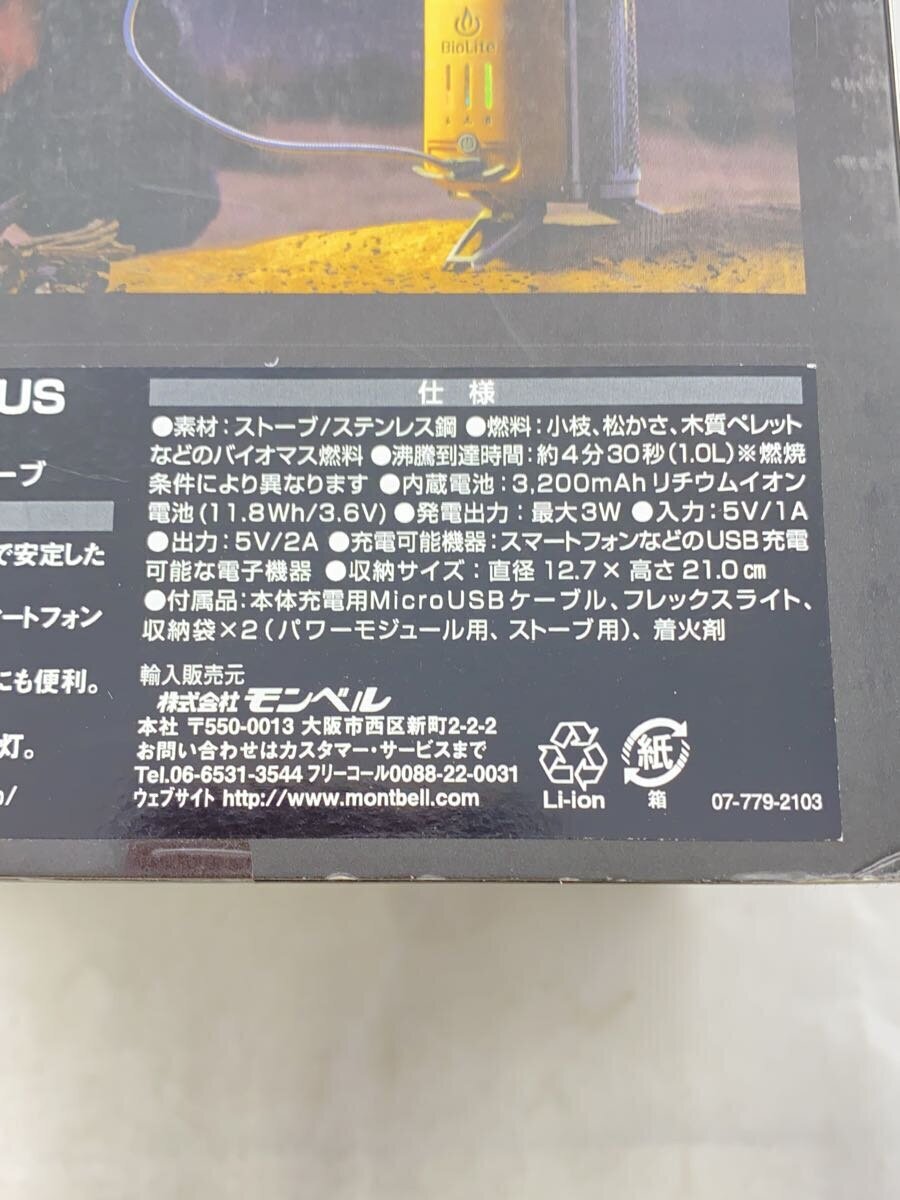 BioLite
US
ーブ
で安定した
ートフォン
にも便利。
灯。
仕 様
●素材：ストーブ/ステンレス鋼 ●燃料：小枝、松かさ、木質ペレット
などのバイオマス燃料 ●沸騰到達時間：約4分30秒(1.0L)※燃焼
条件により異なります ●内蔵電池：3,200mAhリチウムイオン
電池(11.8Wh/3.6V) ●発電出力：最大3W ●入力：5V/1A
●出力：5V/2A ●充電可能機器：スマートフォンなどのUSB充電
可能な電子機器 ●収納サイズ：直径 12.7 × 高さ 21.0㎝
●付属品：本体充電用MicroUSBケーブル、フレックスライト、
収納袋×2（パワーモジュール用、ストーブ用）、着火剤
輸入販売元
株式会社 モンベル
本社 〒550-0013 大阪市西区新町2-2-2
お問い合わせはカスタマー・サービスまで
Tel.06-6531-3544 フリーコール0088-22-0031
ウェブサイト http://www.montbell.com
Li-ion
紙
箱
07-779-2103